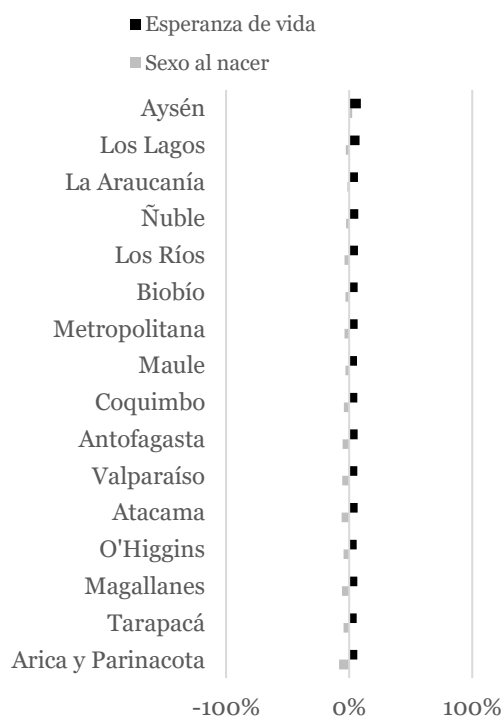 Esperanza de vida
Sexo al nacer
Aysén
Los Lagos
La Araucanía
Ñuble
Los Ríos
Biobío
Metropolitana
Maule
Coquimbo
Antofagasta
Valparaíso
Atacama
O'Higgins
Magallanes
Tarapacá
Arica y Parinacota
-100% 0% 100%